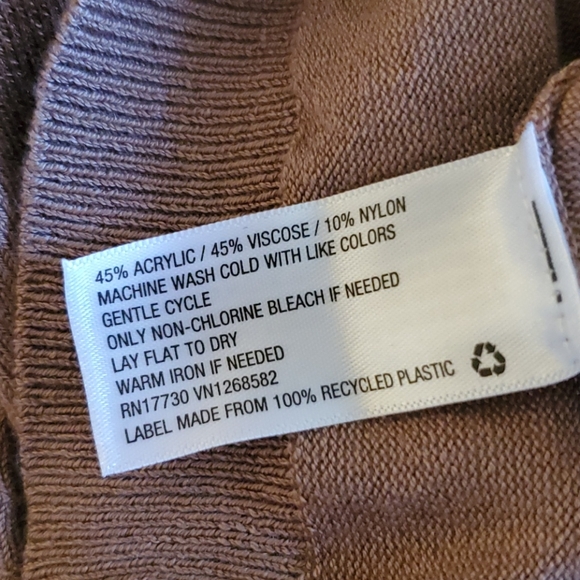 45% ACRYLIC / 45% VISCOSE / 10% NYLON
MACHINE WASH COLD WITH LIKE COLORS
GENTLE CYCLE
ONLY NON-CHLORINE BLEACH IF NEEDED
LAY FLAT TO DRY
WARM IRON IF NEEDED
RN17730 VN1268582
LABEL MADE FROM 100% RECYCLED PLASTIC